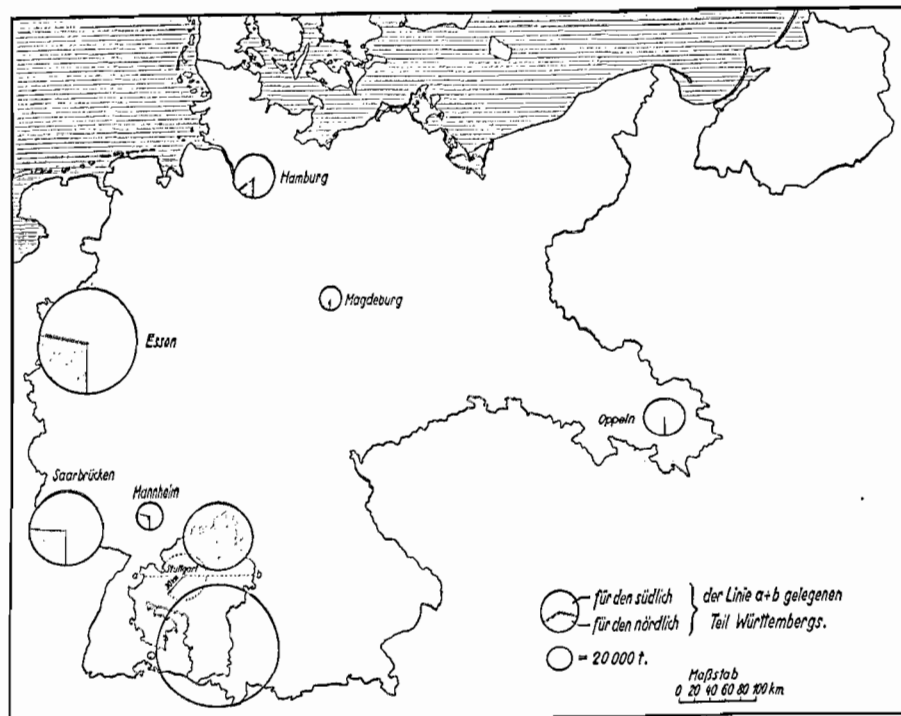 Hamburg
Magdeburg
Essen
Oppeln
Saarbrücken
Mannheim
Stuttgart
a
b
für den südlich
für den nördlich
der Linie a÷b gelegenen
Teil Württembergs.
= 20 000 t.
Maßstab
0 20 40 60 80 100 km